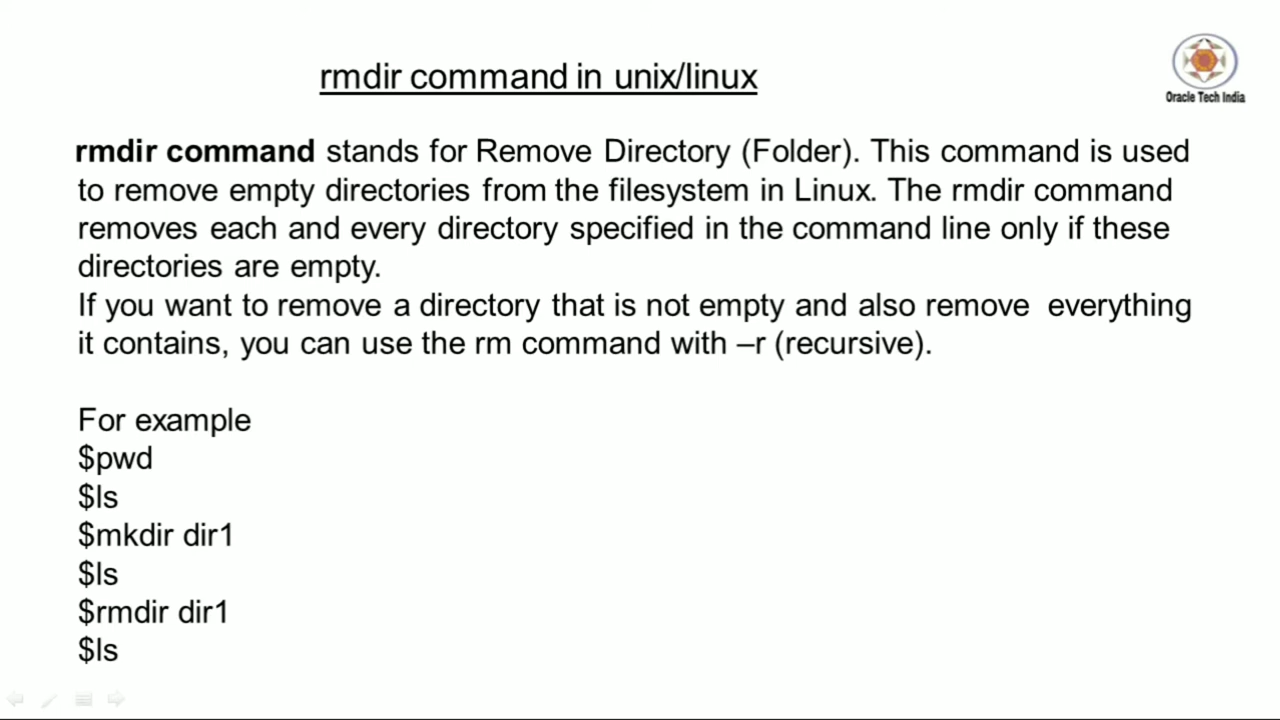 rmdir command in unix/linux
Oracle Tech India
rmdir command stands for Remove Directory (Folder). This command is used
to remove empty directories from the filesystem in Linux. The rmdir command
removes each and every directory specified in the command line only if these
directories are empty.
If you want to remove a directory that is not empty and also remove  everything
it contains, you can use the rm command with –r (recursive).
For example
$pwd
$ls
$mkdir dir1
$ls
$rmdir dir1
$ls